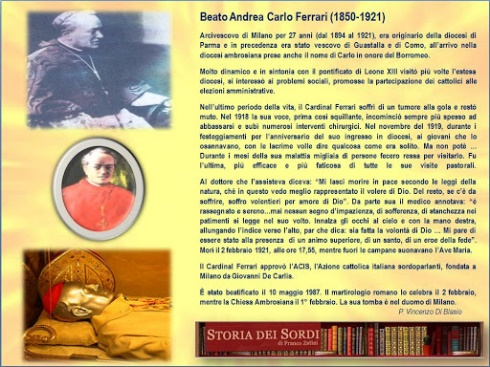 Beato Andrea Carlo Ferrari (1850-1921)
Arcivescovo di Milano per 27 anni (dal 1894 al 1921), era originario della diocesi di
Parma e in precedenza era stato vescovo di Guastalla e di Como, all'arrivo nella
diocesi ambrosiana prese anche il nome di Carlo in onore del Borromeo.
Molto dinamico e in sintonia con il pontificato di Leone XIII visitò più volte l'estesa
diocesi, si interesso ai problemi sociali, promosse la partecipazione dei cattolici alle
elezioni amministrative.
Nell'ultimo periodo della vita, il Cardinal Ferrari soffrì di un tumore alla gola e restò
muto. Nel 1918 la sua voce, prima così squillante, incominciò sempre più spesso ad
abbassarsi e subì numerosi interventi chirurgici. Nel novembre del 1919, durante i
festeggiamenti per l'anniversario del suo ingresso in diocesi, ai giovani che lo
osannavano, con le lacrime volle dire qualcosa come era solito. Ma non potè ...
Durante i mesi della sua malattia migliaia di persone fecero ressa per visitarlo. Fu
l'ultima, più efficace e più faticosa di tutte le sue visite pastorali.
Al dottore che l'assisteva diceva: "Mi lasci morire in pace secondo le leggi della
natura, chè in questo vedo meglio rappresentato il volere di Dio. Del resto, se c'è da
soffrire, soffro volentieri per amore di Dio". Da parte sua il medico annotava: "è
rassegnato e sereno...mai nessun segno d'impazienza, di sofferenza, di stanchezza nei
patimenti si legge nel suo volto. Innalza gli occhi al cielo e con la mano destra,
allungando l'indice verso l'alto, par che dica: sia fatta la volontà di Dio ... Mi pare di
essere stato alla presenza di un animo superiore, di un santo, di un eroe della fede".
Morì il 2 febbraio 1921, alle ore 17,55, mentre fuori le campane suonavano l'Ave Maria.
Il Cardinal Ferrari approvò l'ACIS, l'Azione cattolica italiana sordoparlanti, fondata a
Milano da Giovanni De Carlis.
É stato beatificato il 10 maggio 1987. Il martirologio romano lo celebra il 2 febbraio,
mentre la Chiesa Ambrosiana il 1° febbraio. La sua tomba è nel duomo di Milano.
P. Vincenzo Di Blasio
STORIA DEI SORDI
di Franco Zatini